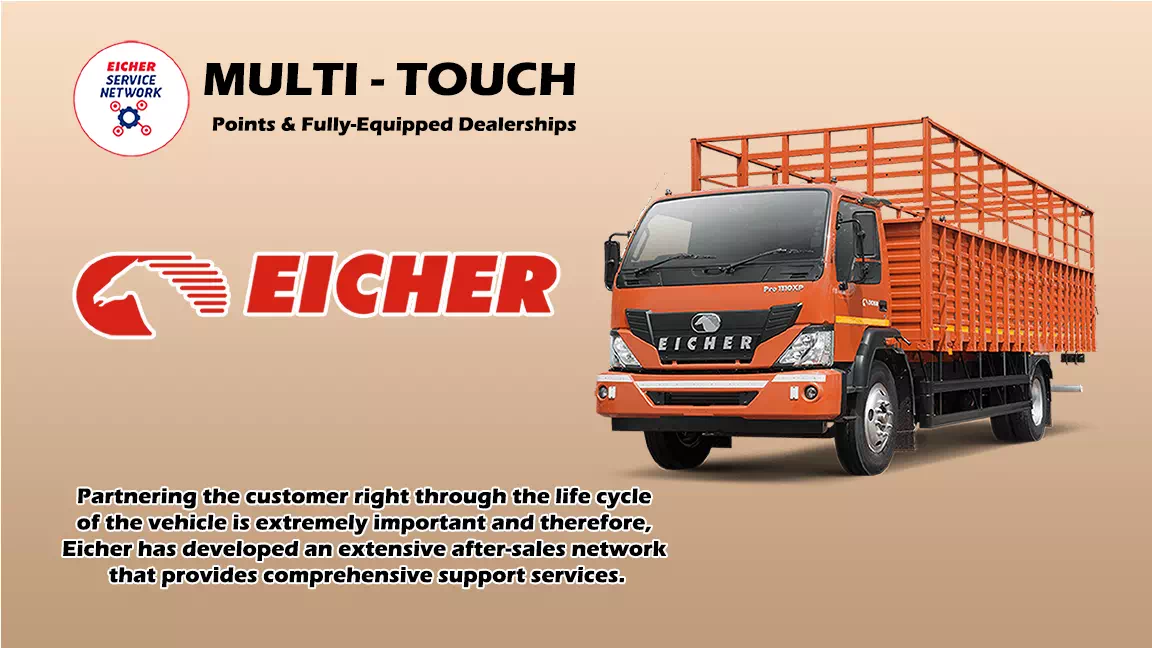 EICHER
SERVICE
NETWORK
MULTI - TOUCH
Points & Fully-Equipped Dealerships
EICHER
Pro 1110XP
EICHER
Partnering the customer right through the life cycle
of the vehicle is extremely important and therefore,
Eicher has developed an extensive after-sales network
that provides comprehensive support services.